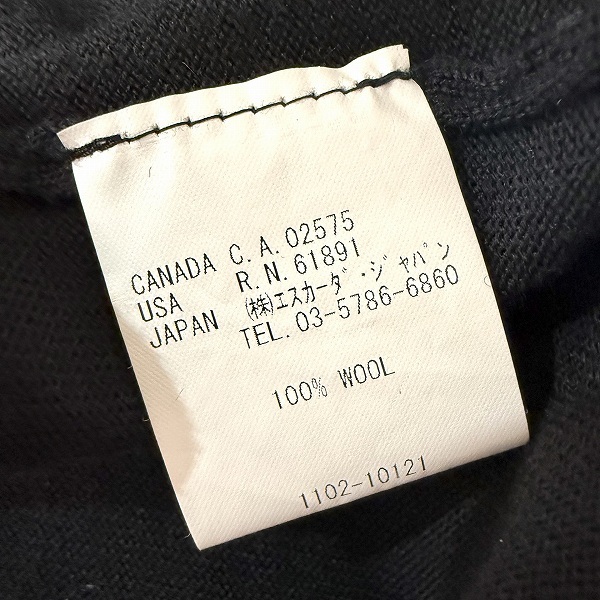 CANADA C.A.02575
USA R.N.61891
JAPAN ㈱ｴｽｶｰﾀﾞ･ｼﾞｬﾊﾟﾝ
TEL.03-5786-6860
100% WOOL
1102-10121